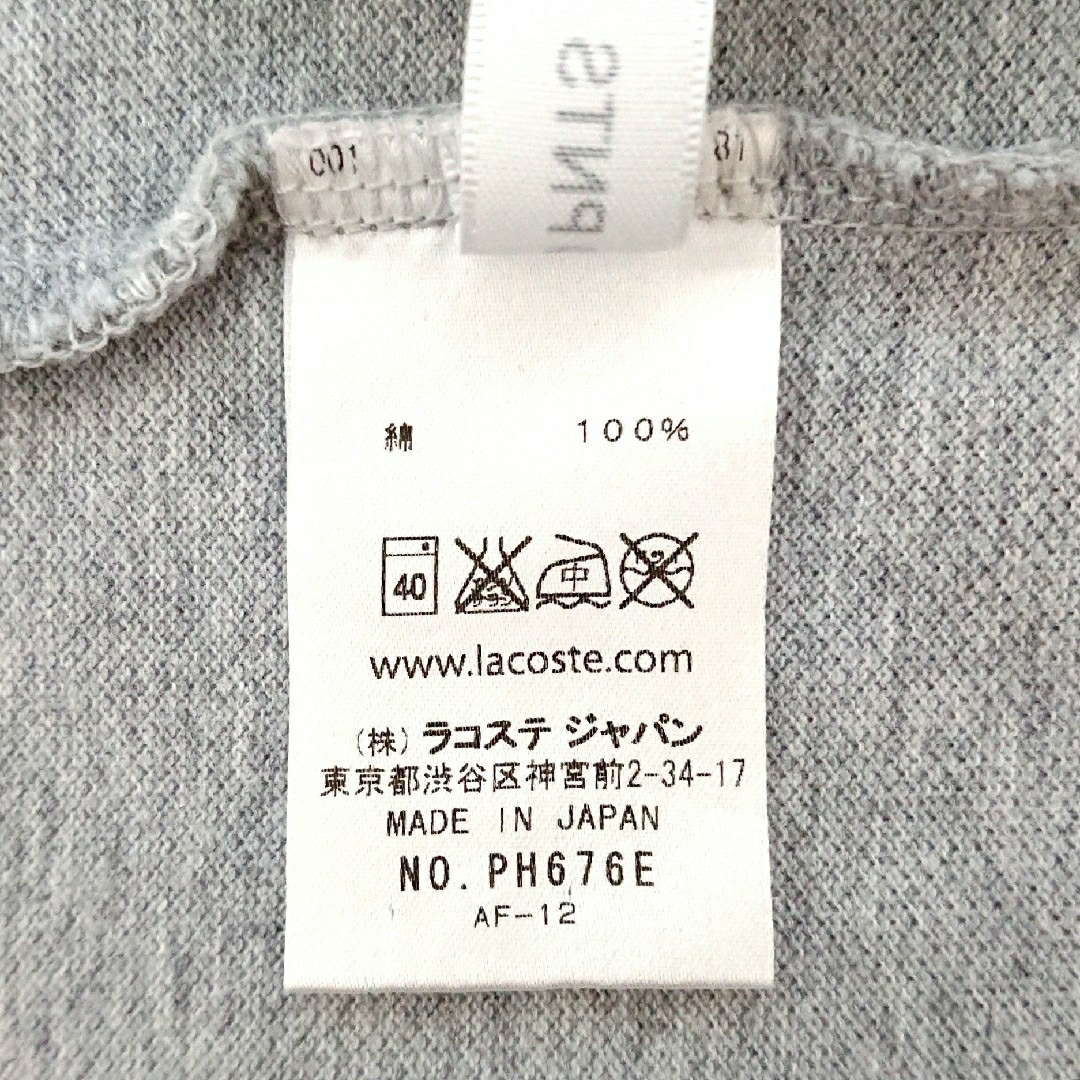 001
81
綿 100%
40 中
www.lacoste.com
(株) ラコステ ジャパン
東京都渋谷区神宮前2-34-17
MADE IN JAPAN
NO. PH676E
AF-12